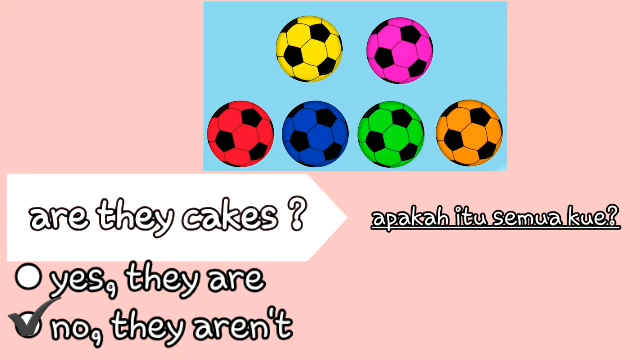 are they cakes ?
apakah itu semua kue?
yes, they are
no, they aren't